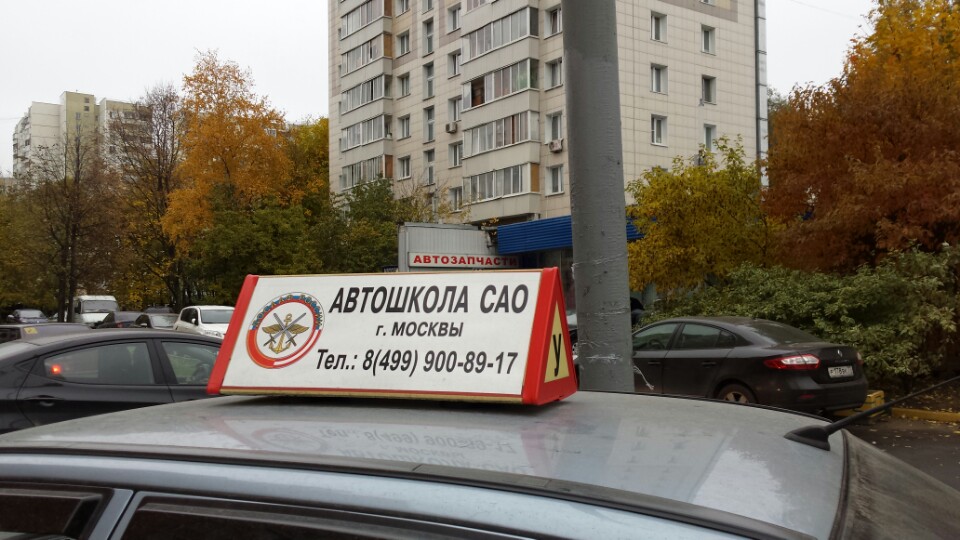 АВТОЗАПЧАСТИ
АВТОШКОЛА САО
г. МОСКВЫ
Тел.: 8(499) 900-89-17
У